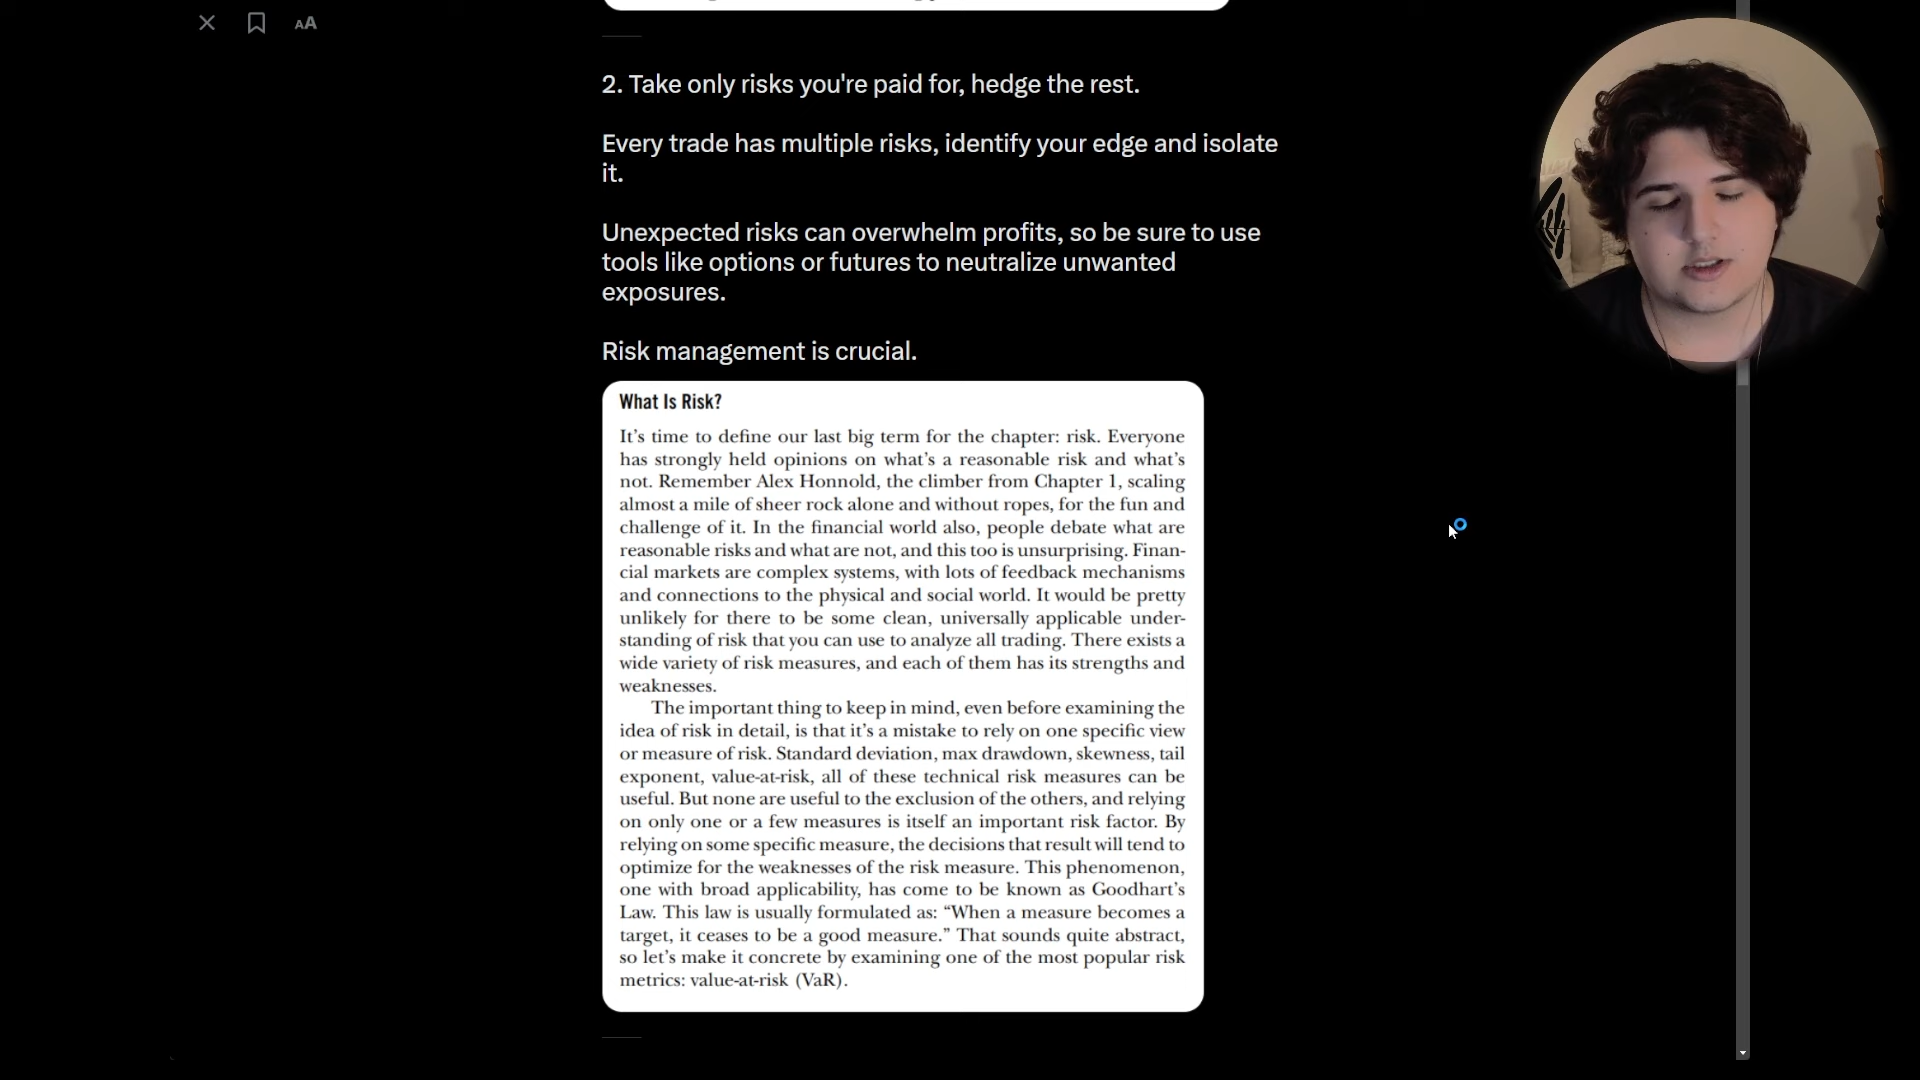 AA
2. Take only risks you're paid for, hedge the rest.
Every trade has multiple risks, identify your edge and isolate
it.
Unexpected risks can overwhelm profits, so be sure to use
tools like options or futures to neutralize unwanted
exposures.
Risk management is crucial.
What Is Risk?
It's time to define our last big term for the chapter: risk. Everyone
has strongly held opinions on what's a reasonable risk and what's
not. Remember Alex Honnold, the climber from Chapter 1, scaling
almost a mile of sheer rock alone and without ropes, for the fun and
challenge of it. In the financial world also, people debate what are
reasonable risks and what are not, and this too is unsurprising. Finan-
cial markets are complex systems, with lots of feedback mechanisms
and connections to the physical and social world. It would be pretty
unlikely for there to be some clean, universally applicable under-
standing of risk that you can use to analyze all trading. There exists a
wide variety of risk measures, and each of them has its strengths and
weaknesses.
The important thing to keep in mind, even before examining the
idea of risk in detail, is that it's a mistake to rely on one specific view
or measure of risk. Standard deviation, max drawdown, skewness, tail
exponent, value-at-risk, all of these technical risk measures can be
useful. But none are useful to the exclusion of the others, and relying
on only one or a few measures is itself an important risk factor. By
relying on some specific measure, the decisions that result will tend to
optimize for the weaknesses of the risk measure. This phenomenon,
one with broad applicability, has come to be known as Goodhart's
Law. This law is usually formulated as: “When a measure becomes a
target, it ceases to be a good measure.” That sounds quite abstract,
so let's make it concrete by examining one of the most popular risk
metrics: value-at-risk (VaR).